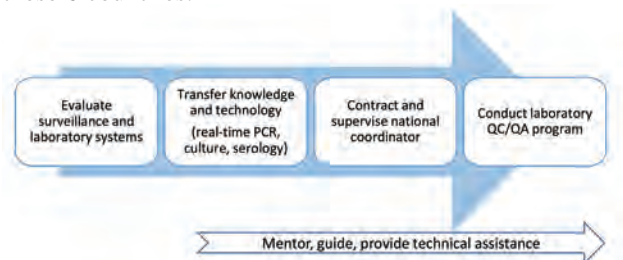 Evaluate
surveillance and
laboratory systems
Transfer knowledge
and technology
(real-time PCR,
culture, serology)
Contract and
supervise national
coordinator
Conduct laboratory
QC/QA program
Mentor, guide, provide technical assistance